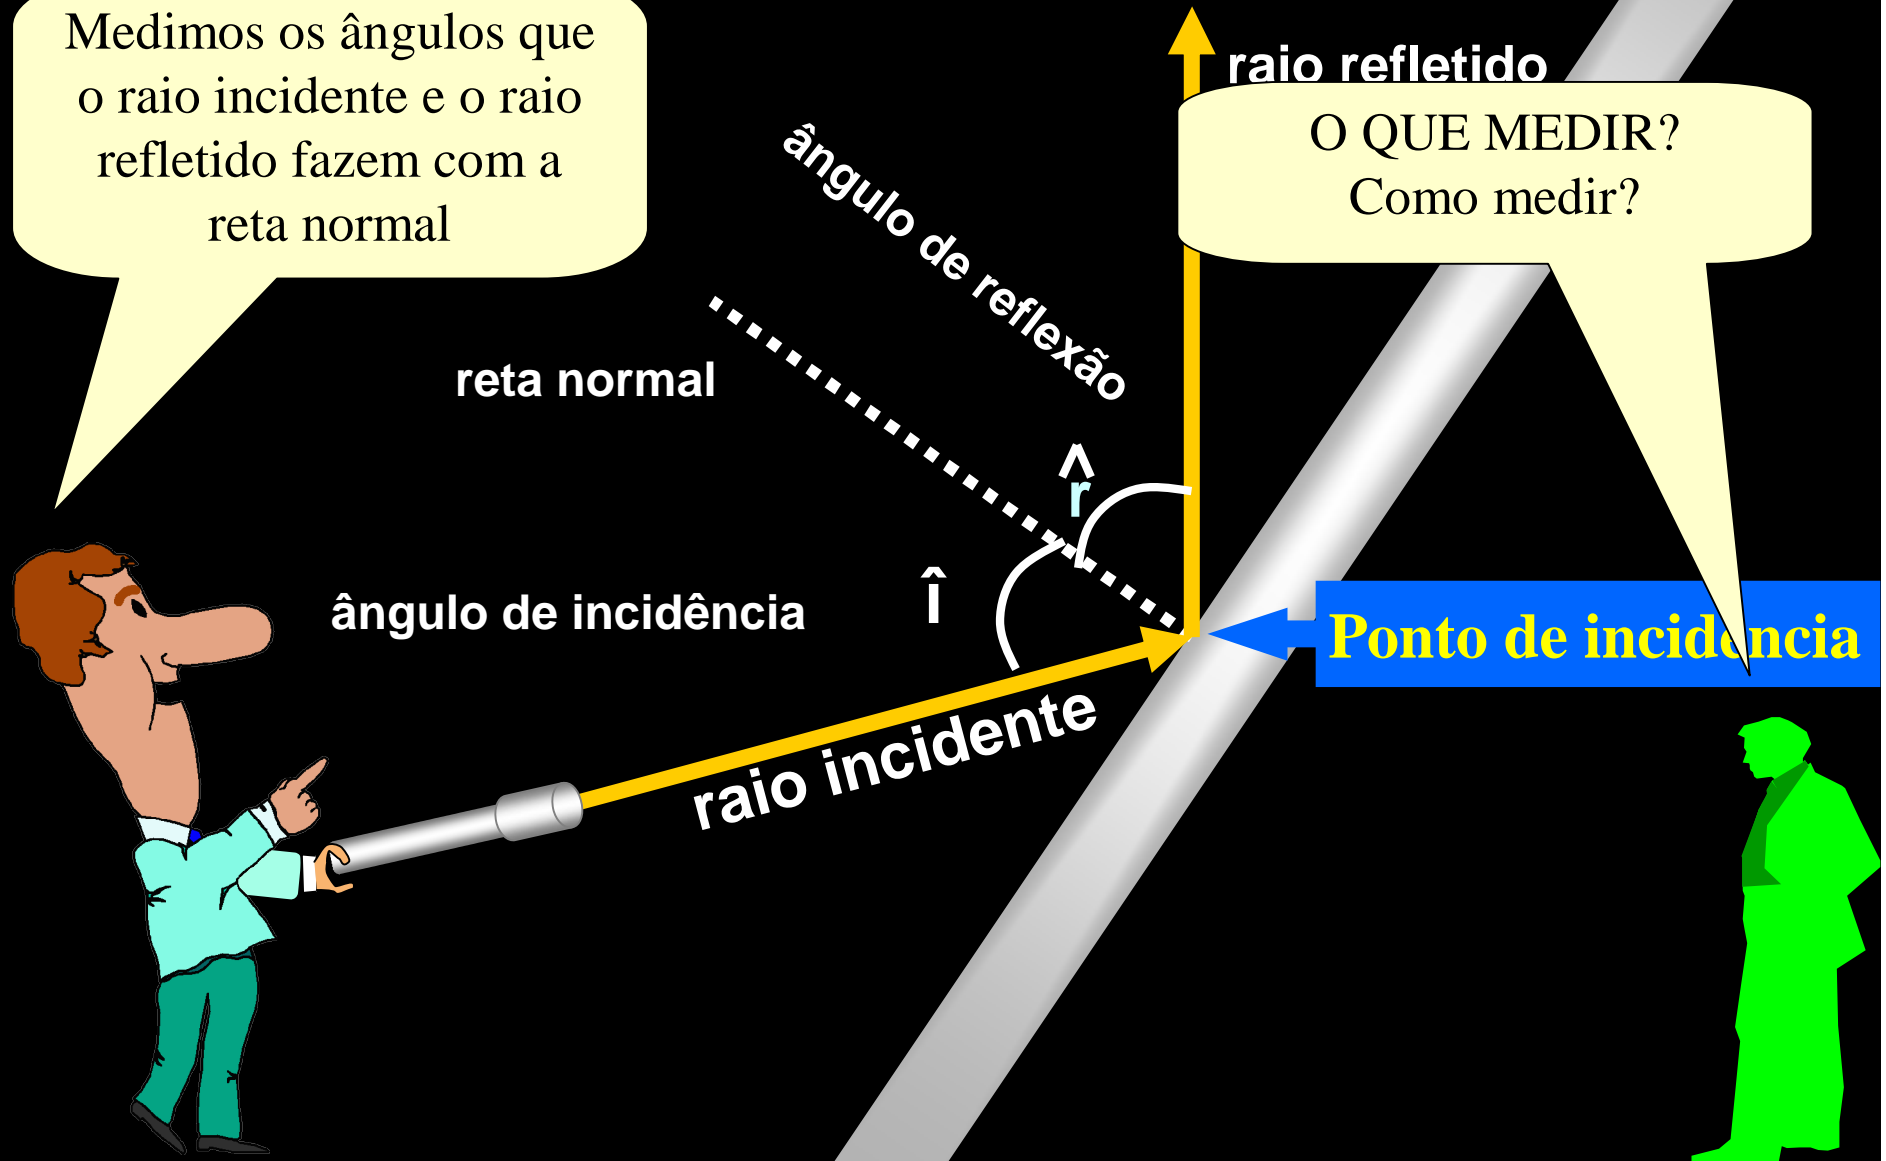 Medimos os ângulos que
o raio incidente e o raio
refletido fazem com a
reta normal
raio refletido
O QUE MEDIR?
Como medir?
ângulo de reflexão
reta normal
r̂
ângulo de incidência
î
Ponto de incidência
raio incidente